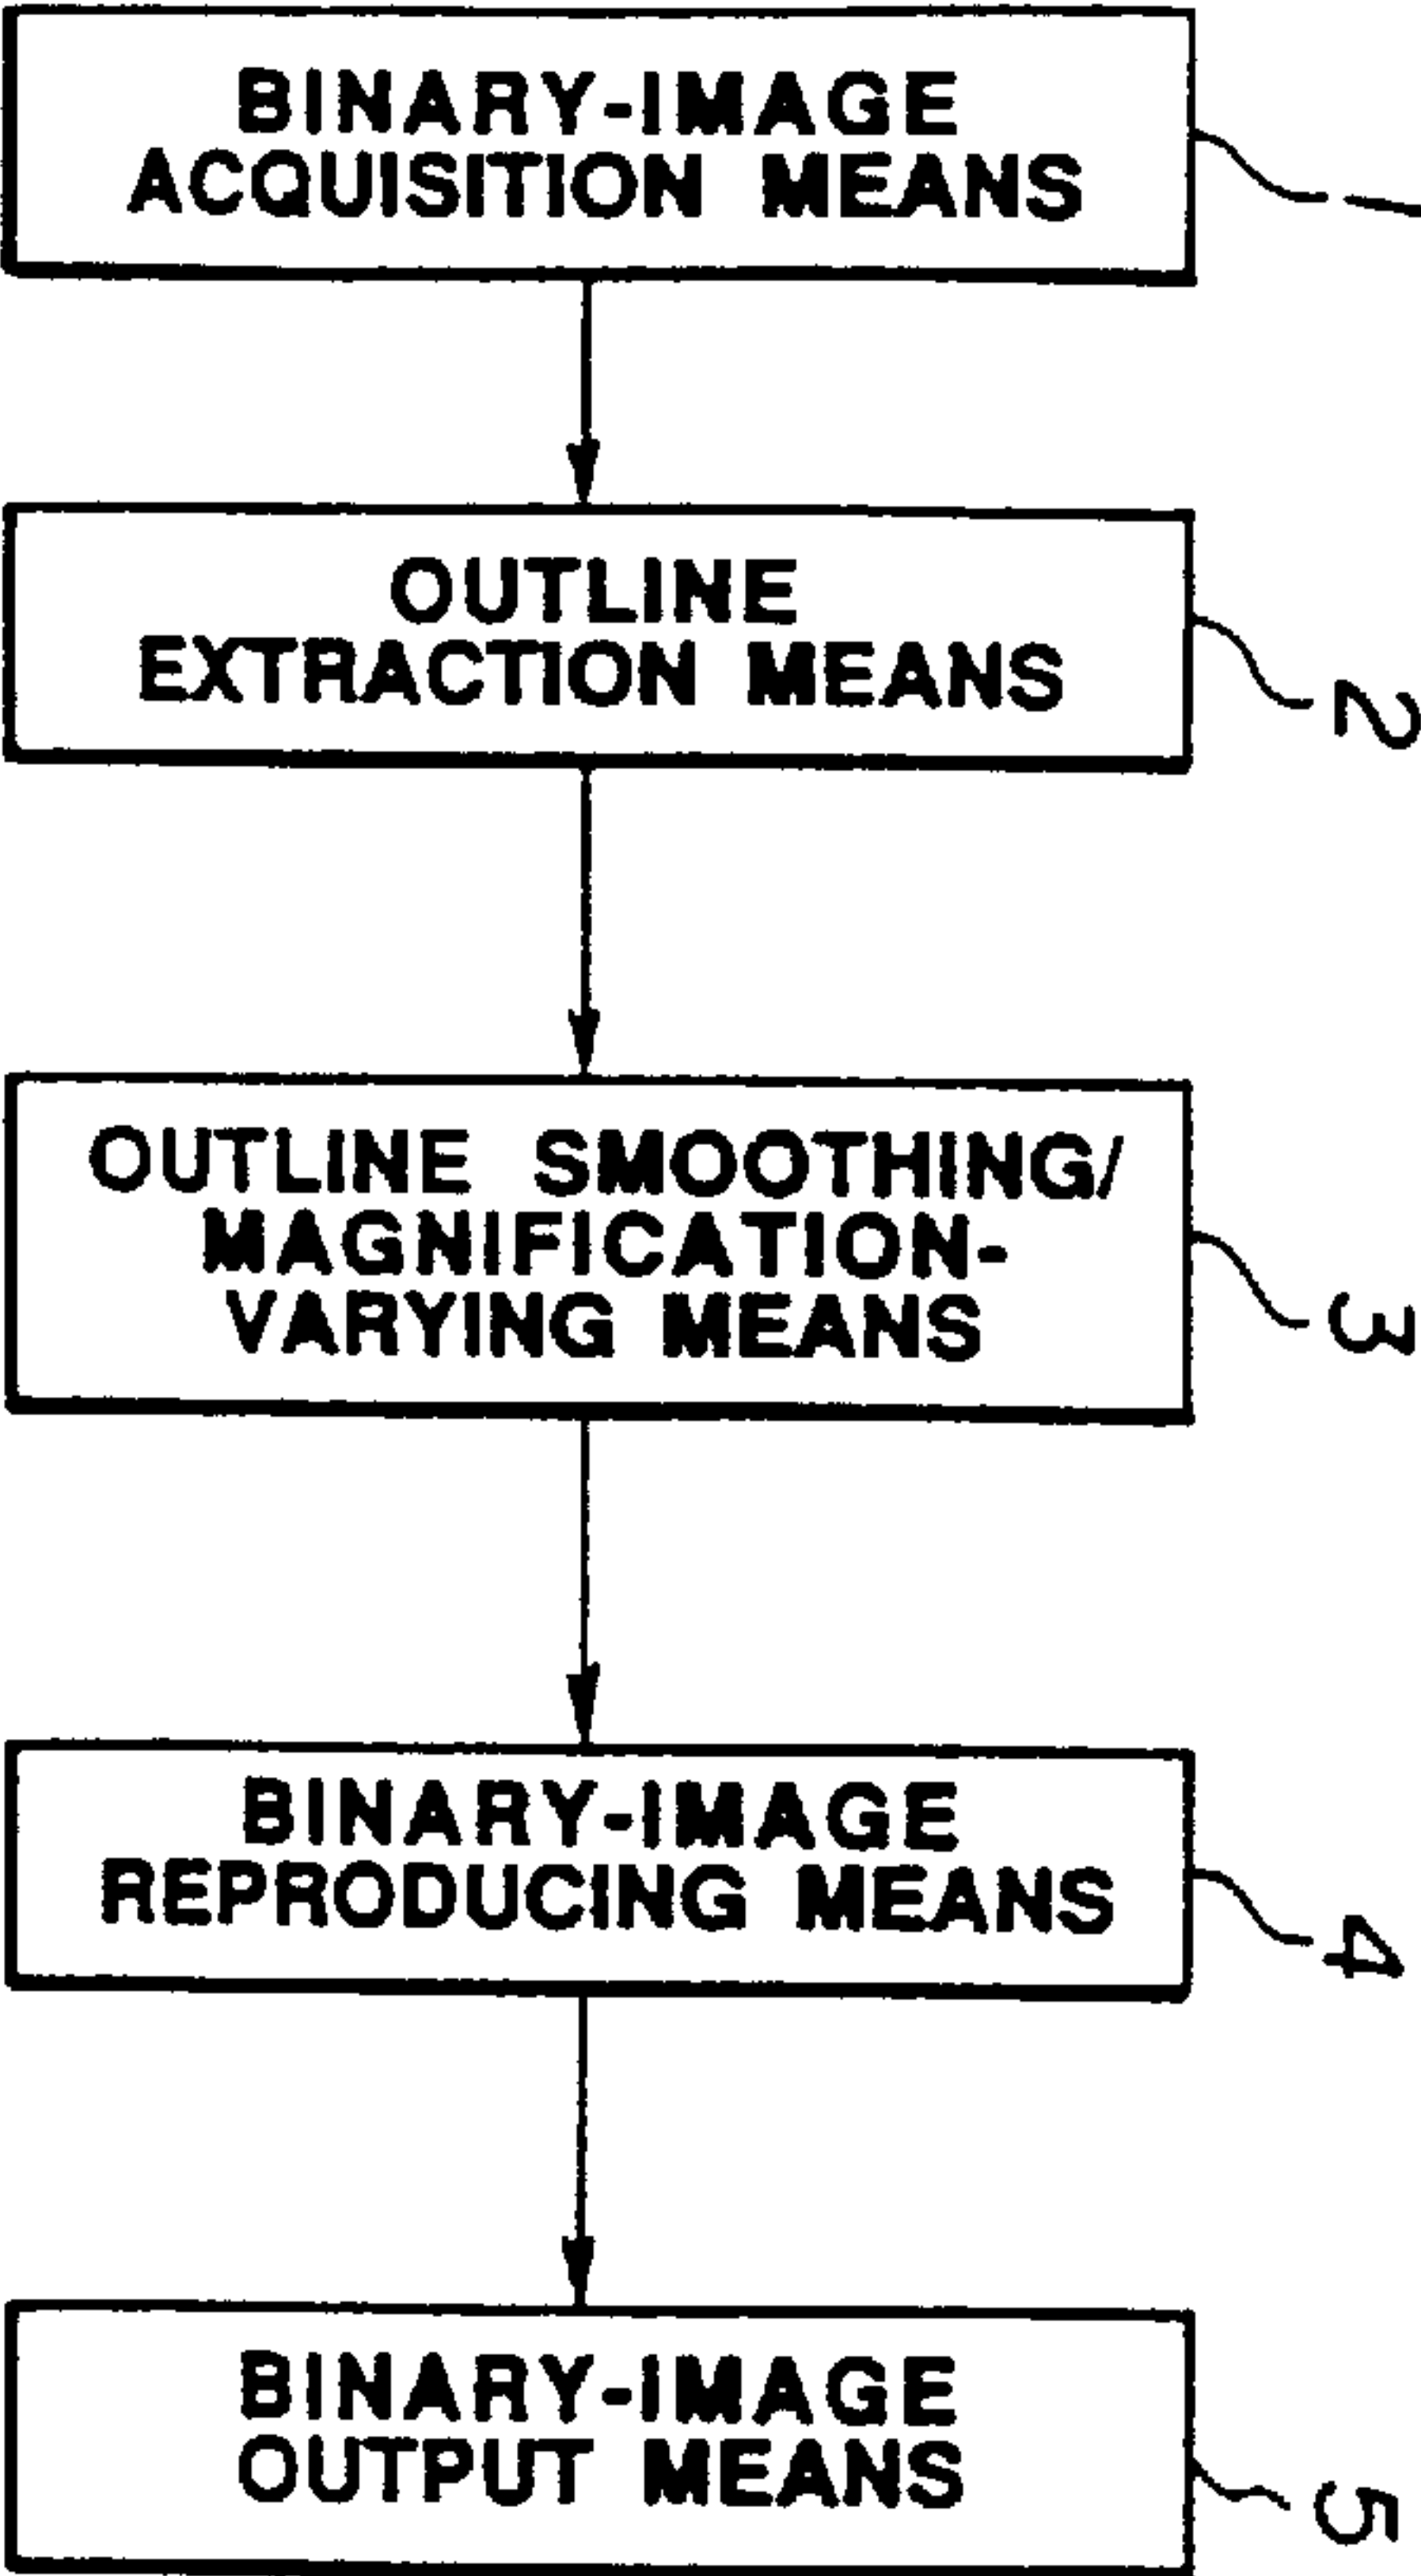 BINARY-IMAGE
ACQUISITION MEANS
1
OUTLINE
EXTRACTION MEANS
2
OUTLINE SMOOTHING/
MAGNIFICATION-
VARYING MEANS
3
BINARY-IMAGE
REPRODUCING MEANS
4
BINARY-IMAGE
OUTPUT MEANS
5